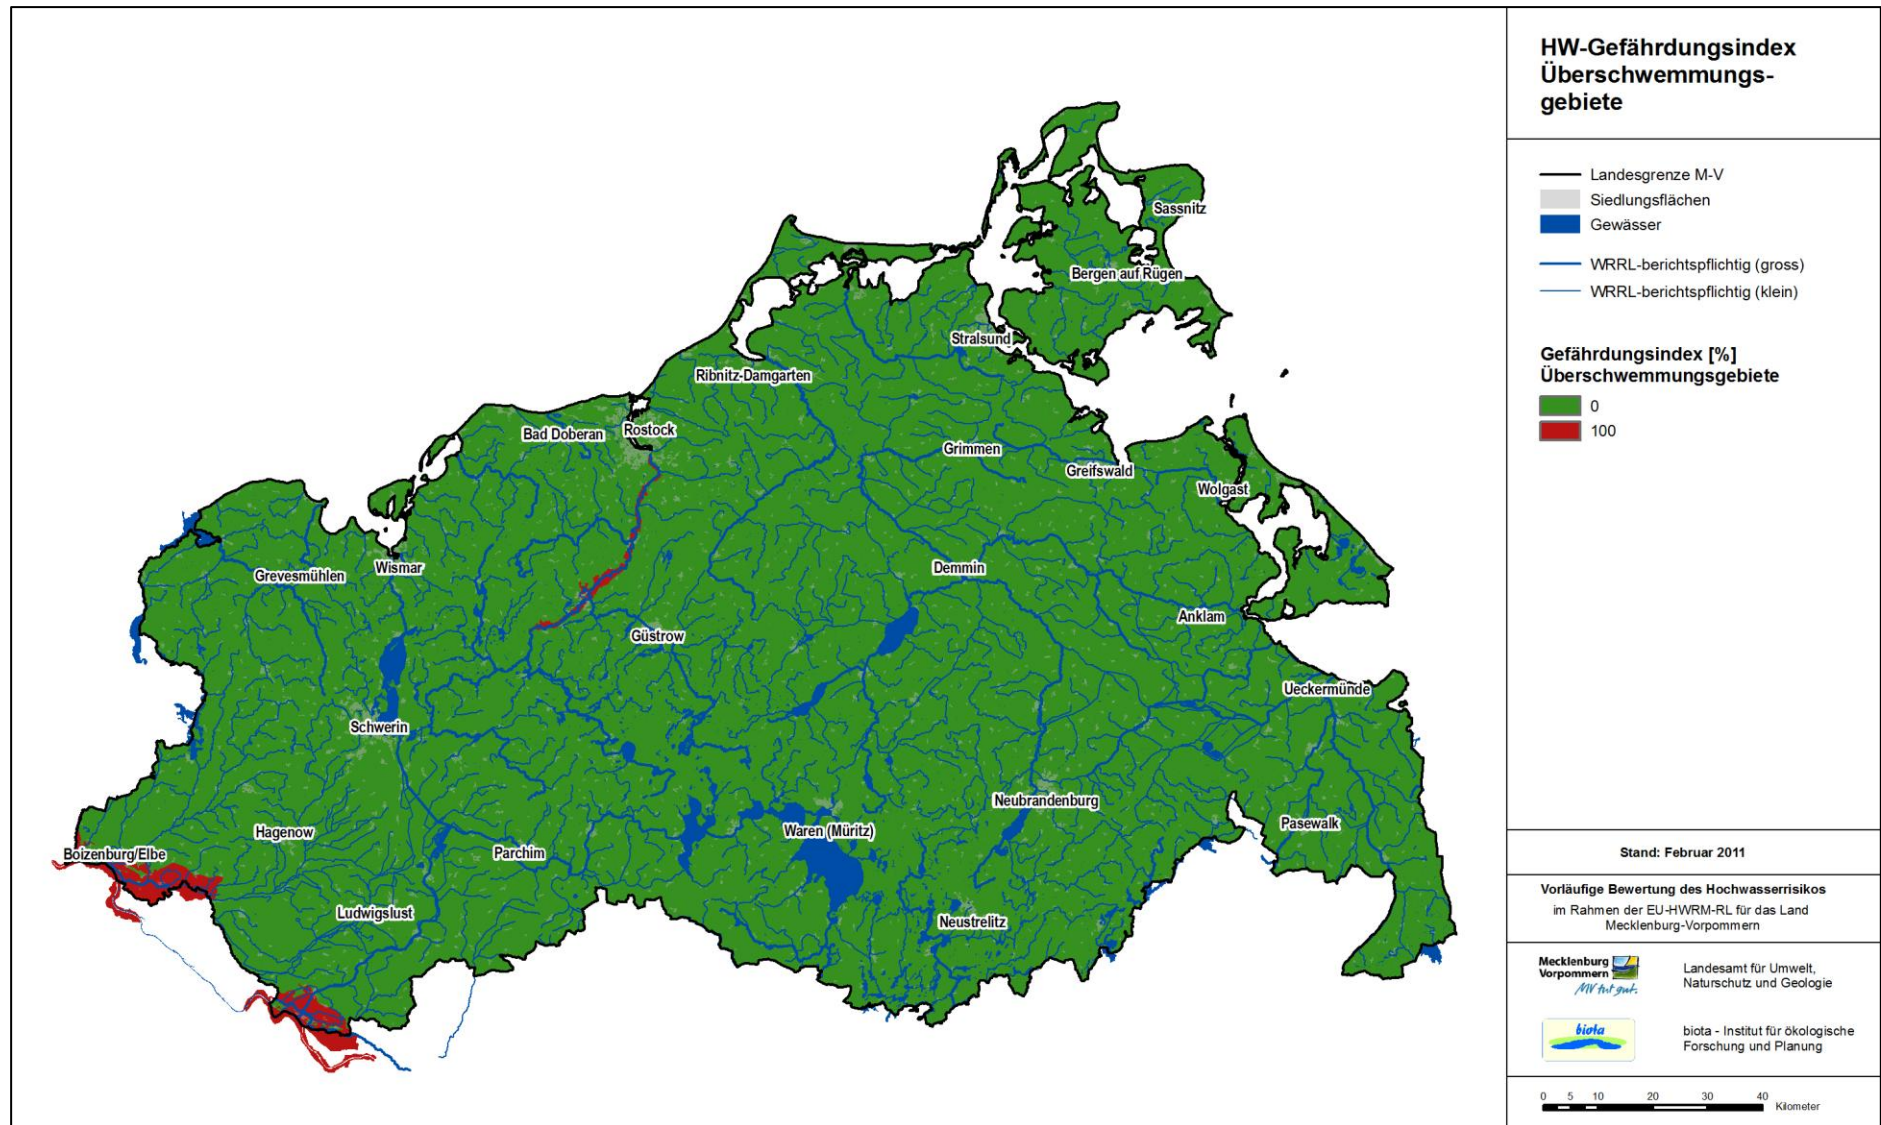 HW-Gefährdungsindex
Überschwemmungs-
gebiete
Landesgrenze M-V
Siedlungsflächen
Gewässer
WRRL-berichtspflichtig (gross)
WRRL-berichtspflichtig (klein)
Gefährdungsindex [%]
Überschwemmungsgebiete
0
100
Sassnitz
Bergen auf Rügen
Stralsund
Ribnitz-Damgarten
Rostock
Bad Doberan
Grimmen
Greifswald
Wolgast
Wismar
Grevesmühlen
Demmin
Anklam
Güstrow
Ueckermünde
Schwerin
Neubrandenburg
Pasewalk
Waren (Müritz)
Hagenow
Parchim
Boizenburg/Elbe
Ludwigslust
Neustrelitz
Stand: Februar 2011
Vorläufige Bewertung des Hochwasserrisikos
im Rahmen der EU-HWRM-RL für das Land
Mecklenburg-Vorpommern
Mecklenburg
Vorpommern
MV tut gut.
Landesamt für Umwelt,
Naturschutz und Geologie
biota
biota - Institut für ökologische
Forschung und Planung
0 5 10 20 30 40
Kilometer